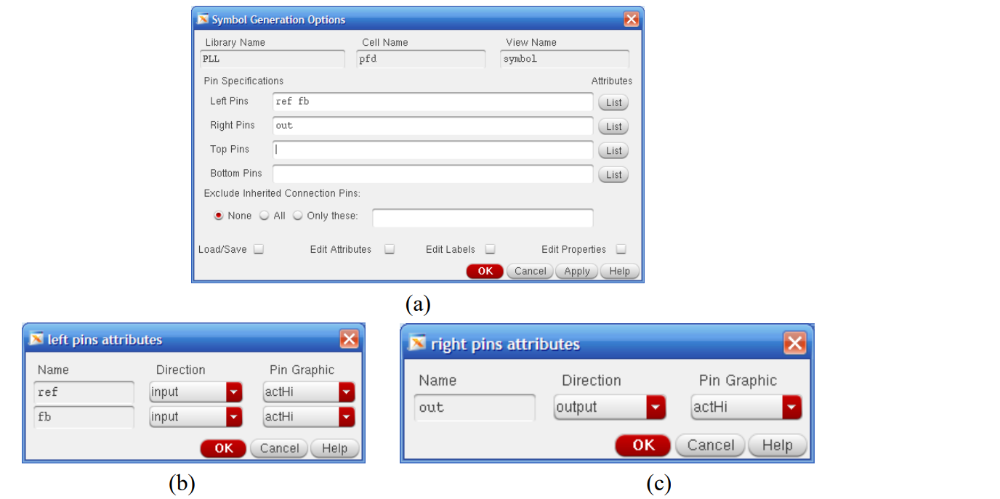 Symbol Generation Options
Library Name Cell Name View Name
PLL pfd symbol
Pin Specifications Attributes
Left Pins ref fb List
Right Pins out List
Top Pins List
Bottom Pins List
Exclude Inherited Connection Pins:
None All Only these:
Load/Save Edit Attributes Edit Labels Edit Properties
OK Cancel Apply Help
(a)
left pins attributes
Name Direction Pin Graphic
ref input actHi
fb input actHi
OK Cancel Help
(b)
right pins attributes
Name Direction Pin Graphic
out output actHi
OK Cancel Help
(c)